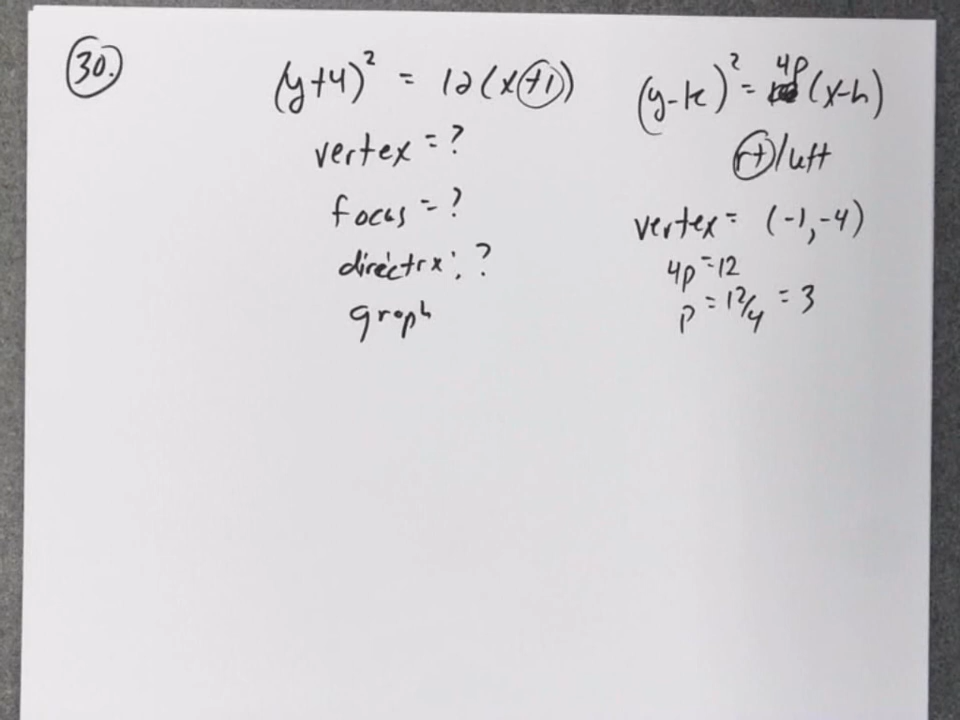 30.
(y+4)² = 12(x+1)
vertex = ?
focus = ?
directrx : ?
graph
(y-k)² = 4p(x-h)
rt/left
vertex = (-1,-4)
4p = 12
p = 12/4 = 3